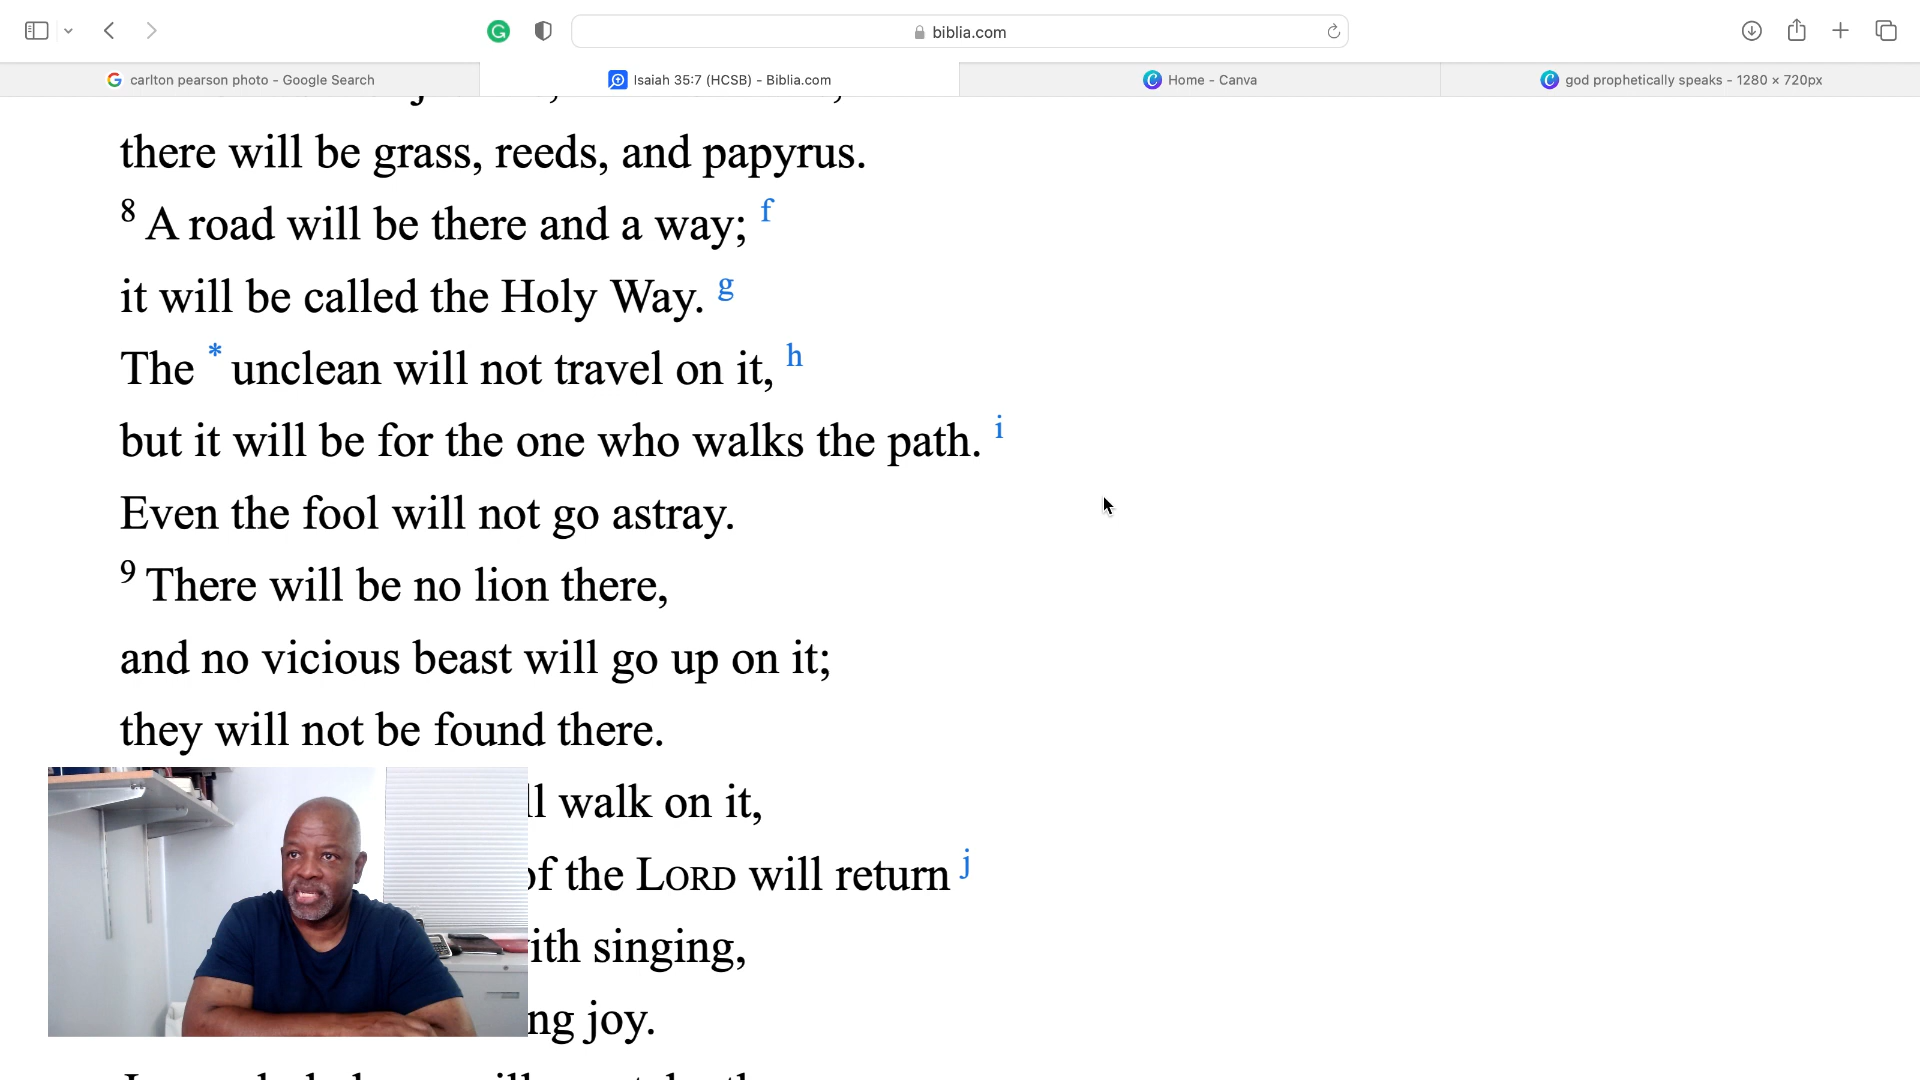 biblia.com
carlton pearson photo - Google Search
Isaiah 35:7 (HCSB) - Biblia.com
Home - Canva
god prophetically speaks - 1280 × 720px
there will be grass, reeds, and papyrus.
8 A road will be there and a way; f
it will be called the Holy Way. g
The * unclean will not travel on it, h
but it will be for the one who walks the path. i
Even the fool will not go astray.
9 There will be no lion there,
and no vicious beast will go up on it;
they will not be found there.
walk on it,
of the LORD will return j
singing,
joy.